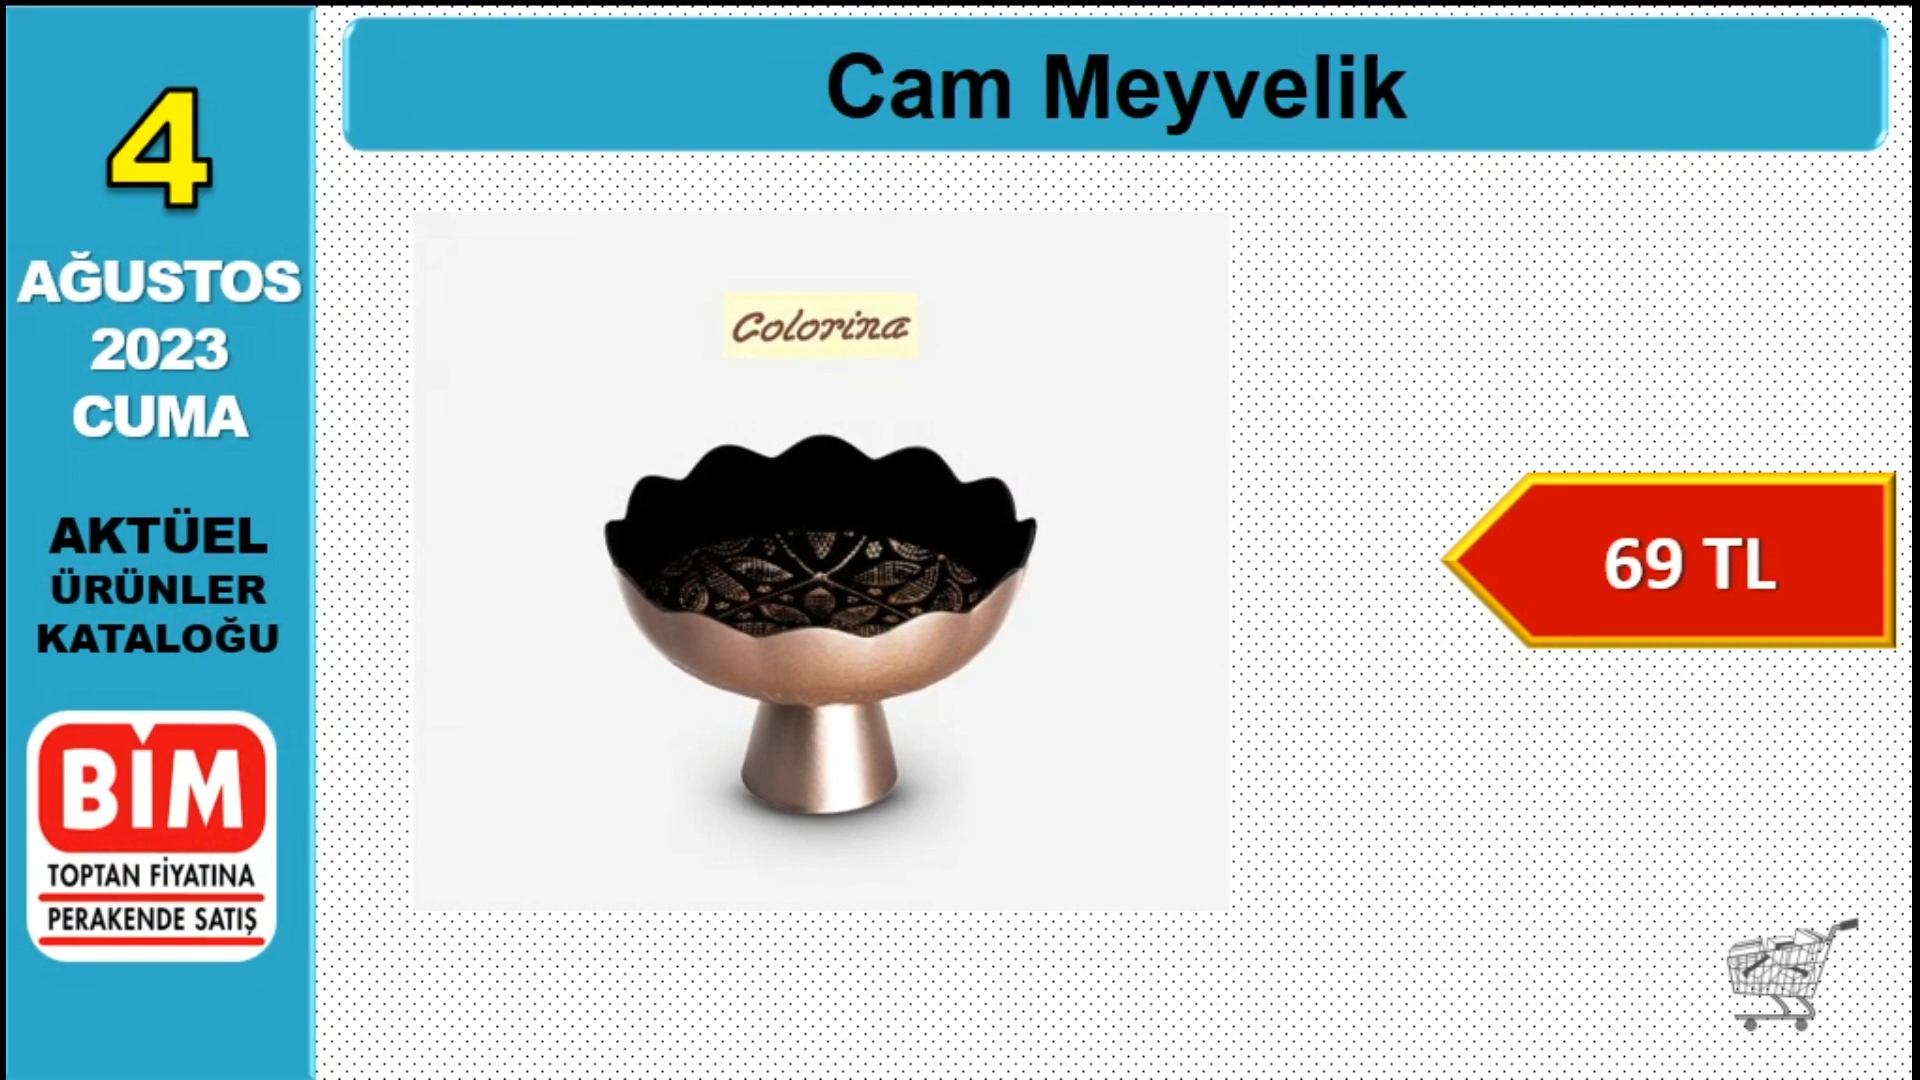 Cam Meyvelik
4
AĞUSTOS
2023
CUMA
AKTÜEL
ÜRÜNLER
KATALOĞU
BİM
TOPTAN FİYATINA
PERAKENDE SATIŞ
Colorina
69 TL